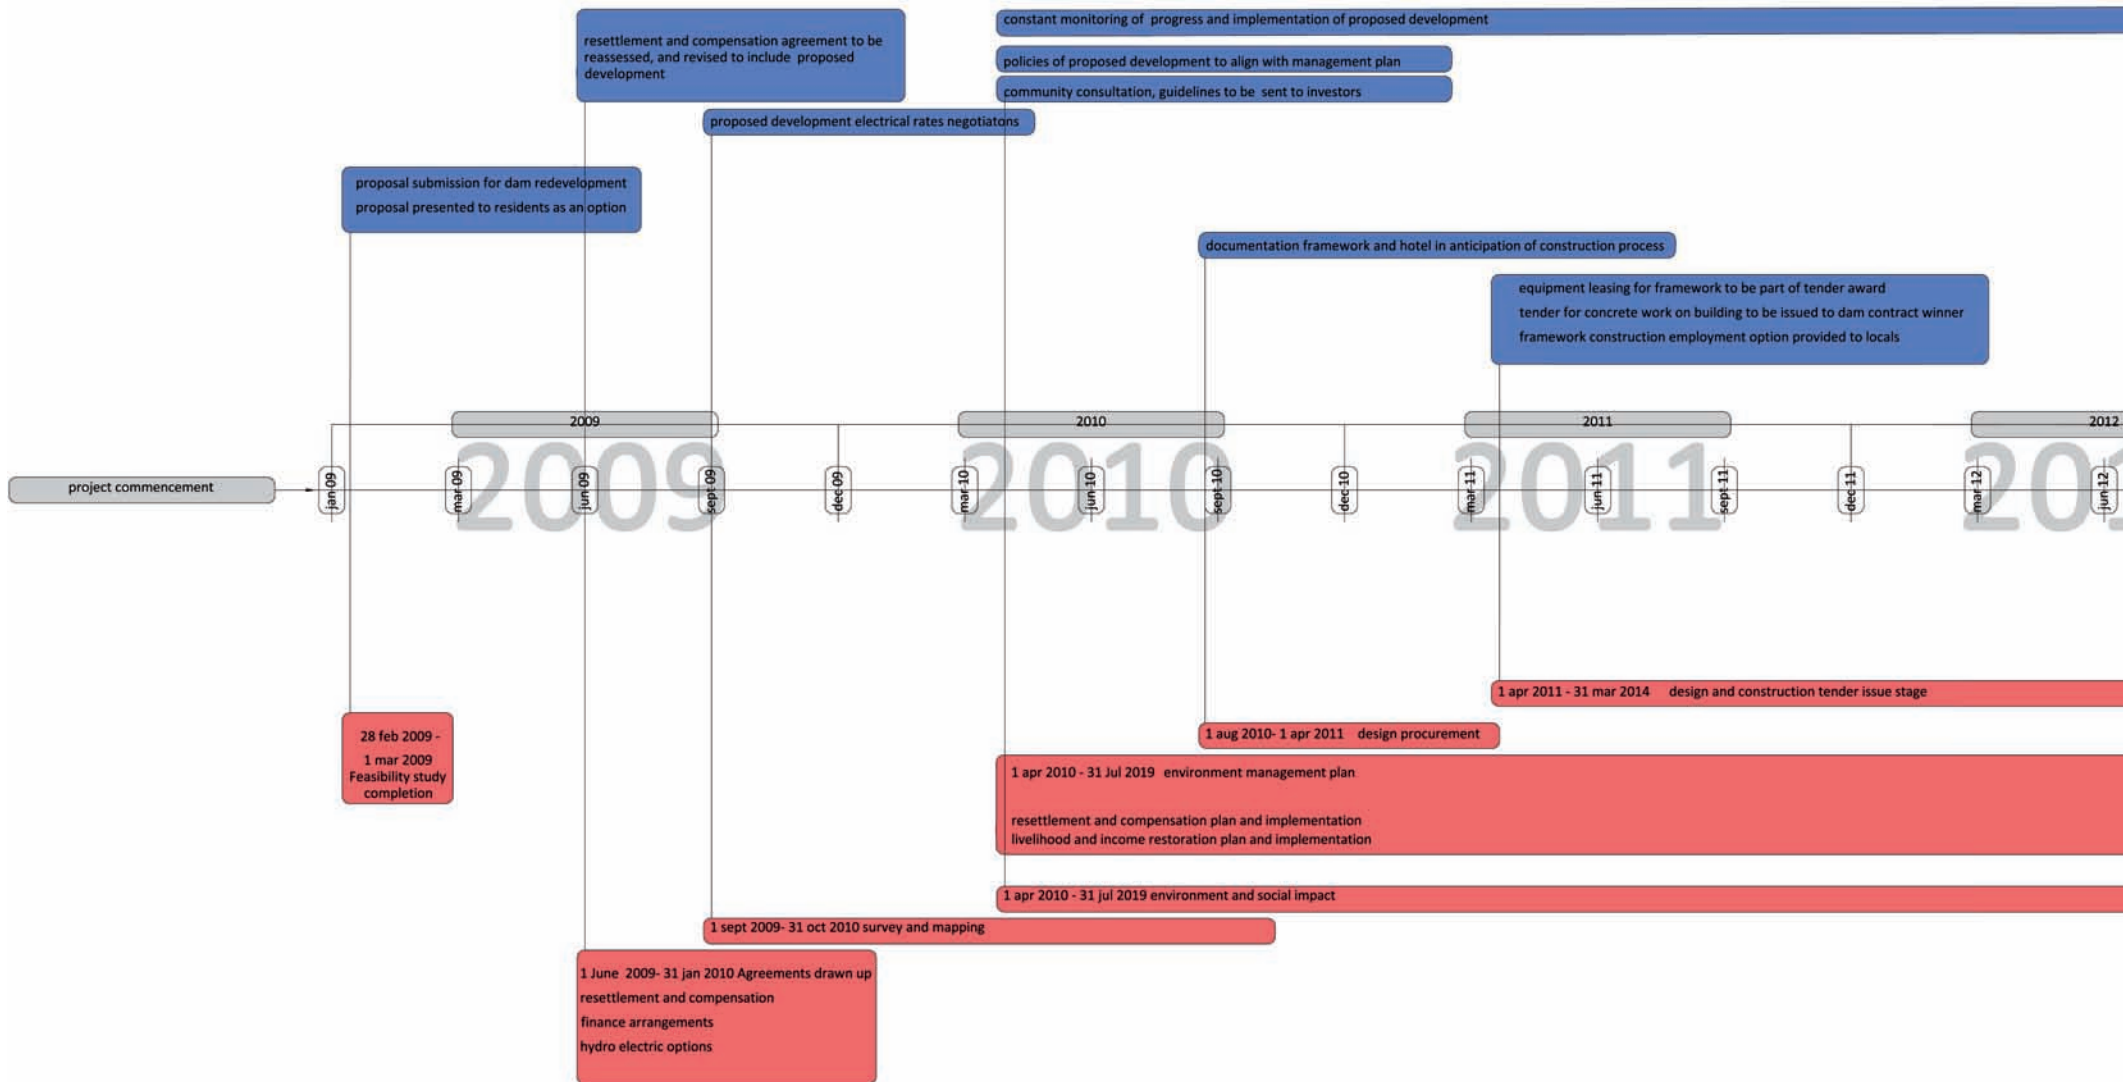 constant monitoring of progress and implementation of proposed development
resettlement and compensation agreement to be
reassessed, and revised to include proposed
development
policies of proposed development to align with management plan
community consultation, guidelines to be sent to investors
proposed development electrical rates negotiatons
proposal submission for dam redevelopment
proposal presented to residents as an option
documentation framework and hotel in anticipation of construction process
equipment leasing for framework to be part of tender award
tender for concrete work on building to be issued to dam contract winner
framework construction employment option provided to locals
2009
2010
2011
2012
2009
2010
2011
201
project commencement
jan 09
mar 09
jun 09
sept 09
dec 09
mar 10
jun 10
sept 10
dec 10
mar 11
jun 11
sept 11
dec 11
mar 12
jun 12
1 apr 2011 - 31 mar 2014 design and construction tender issue stage
28 feb 2009 -
1 mar 2009
Feasibility study
completion
1 aug 2010- 1 apr 2011 design procurement
1 apr 2010 - 31 Jul 2019 environment management plan
resettlement and compensation plan and implementation
livelihood and income restoration plan and implementation
1 apr 2010 - 31 jul 2019 environment and social impact
1 sept 2009- 31 oct 2010 survey and mapping
1 June 2009- 31 jan 2010 Agreements drawn up
resettlement and compensation
finance arrangements
hydro electric options